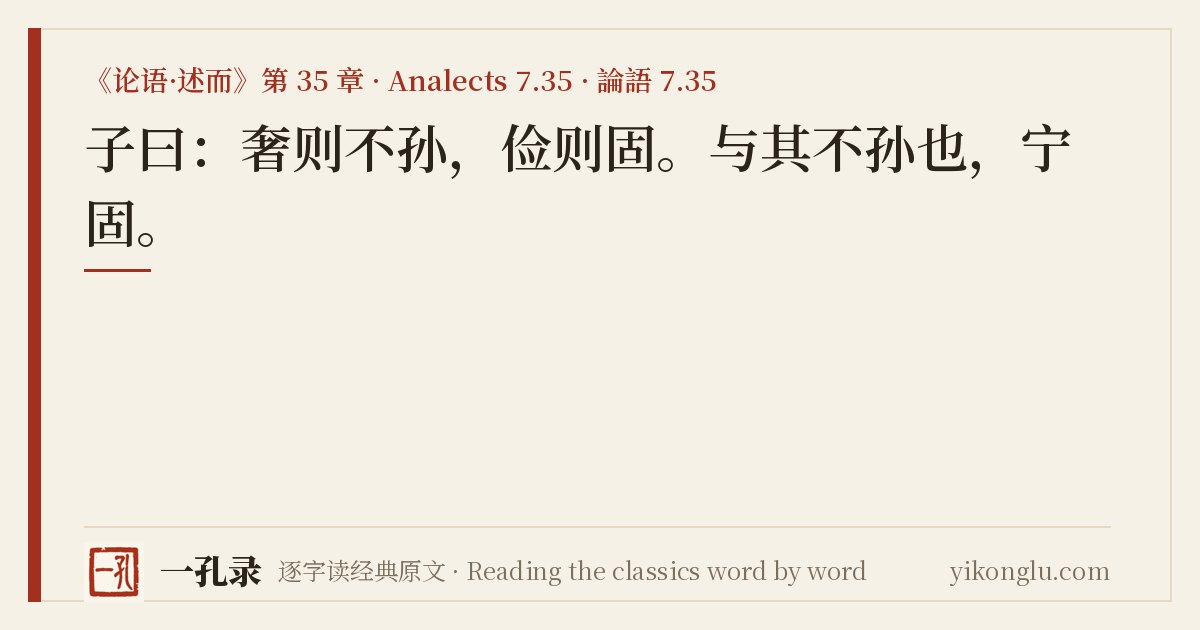 《论语·述而》第 35 章 · Analects 7.35 · 論語 7.35
子曰：奢则不孙，俭则固。与其不孙也，宁
固。
一孔
一孔录 逐字读经典原文 · Reading the classics word by word yikonglu.com